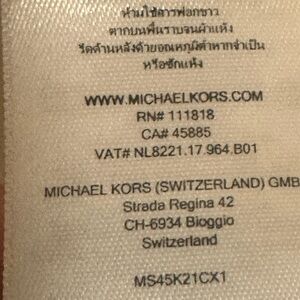 ห้ามใช้สารฟอกขาว
ตากบนพื้นราบจนผ้าแห้ง
รีดด้านหลังด้วยอุณหภูมิต่ำหากจำเป็น
หรือซักแห้ง
WWW.MICHAELKORS.COM
RN# 111818
CA# 45885
VAT# NL8221.17.964.B01
MICHAEL KORS (SWITZERLAND) GMB
Strada Regina 42
CH-6934 Bioggio
Switzerland
MS45K21CX1